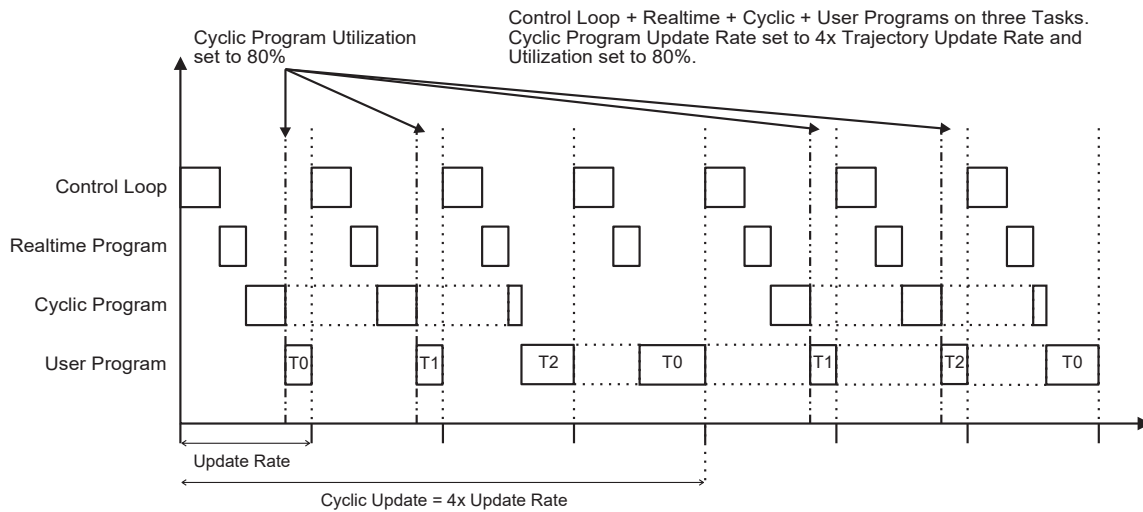 Control Loop + Realtime + Cyclic + User Programs on three Tasks.
Cyclic Program Update Rate set to 4x Trajectory Update Rate and
Utilization set to 80%.
Cyclic Program Utilization
set to 80%
Control Loop
Realtime Program
Cyclic Program
User Program
T0
T1
T2
T0
T1
T2
T0
Update Rate
Cyclic Update = 4x Update Rate